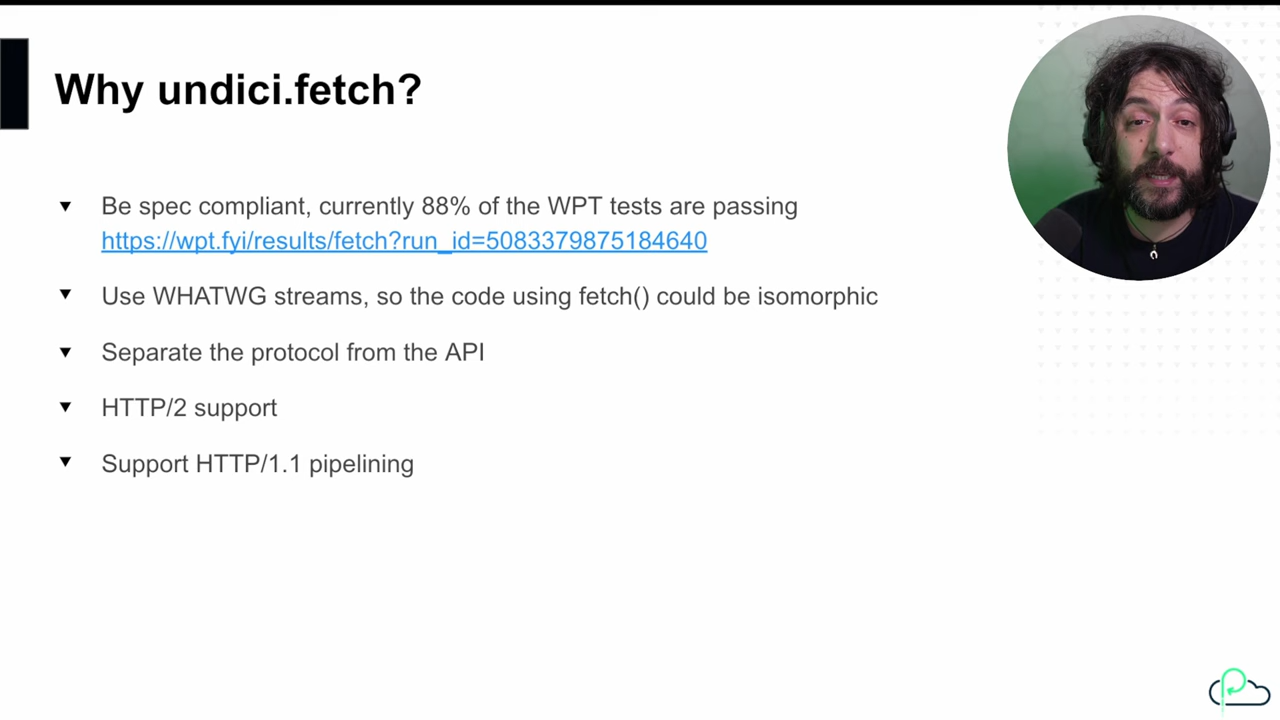 Why undici.fetch?
Be spec compliant, currently 88% of the WPT tests are passing
https://wpt.fyi/results/fetch?run_id=5083379875184640
Use WHATWG streams, so the code using fetch() could be isomorphic
Separate the protocol from the API
HTTP/2 support
Support HTTP/1.1 pipelining